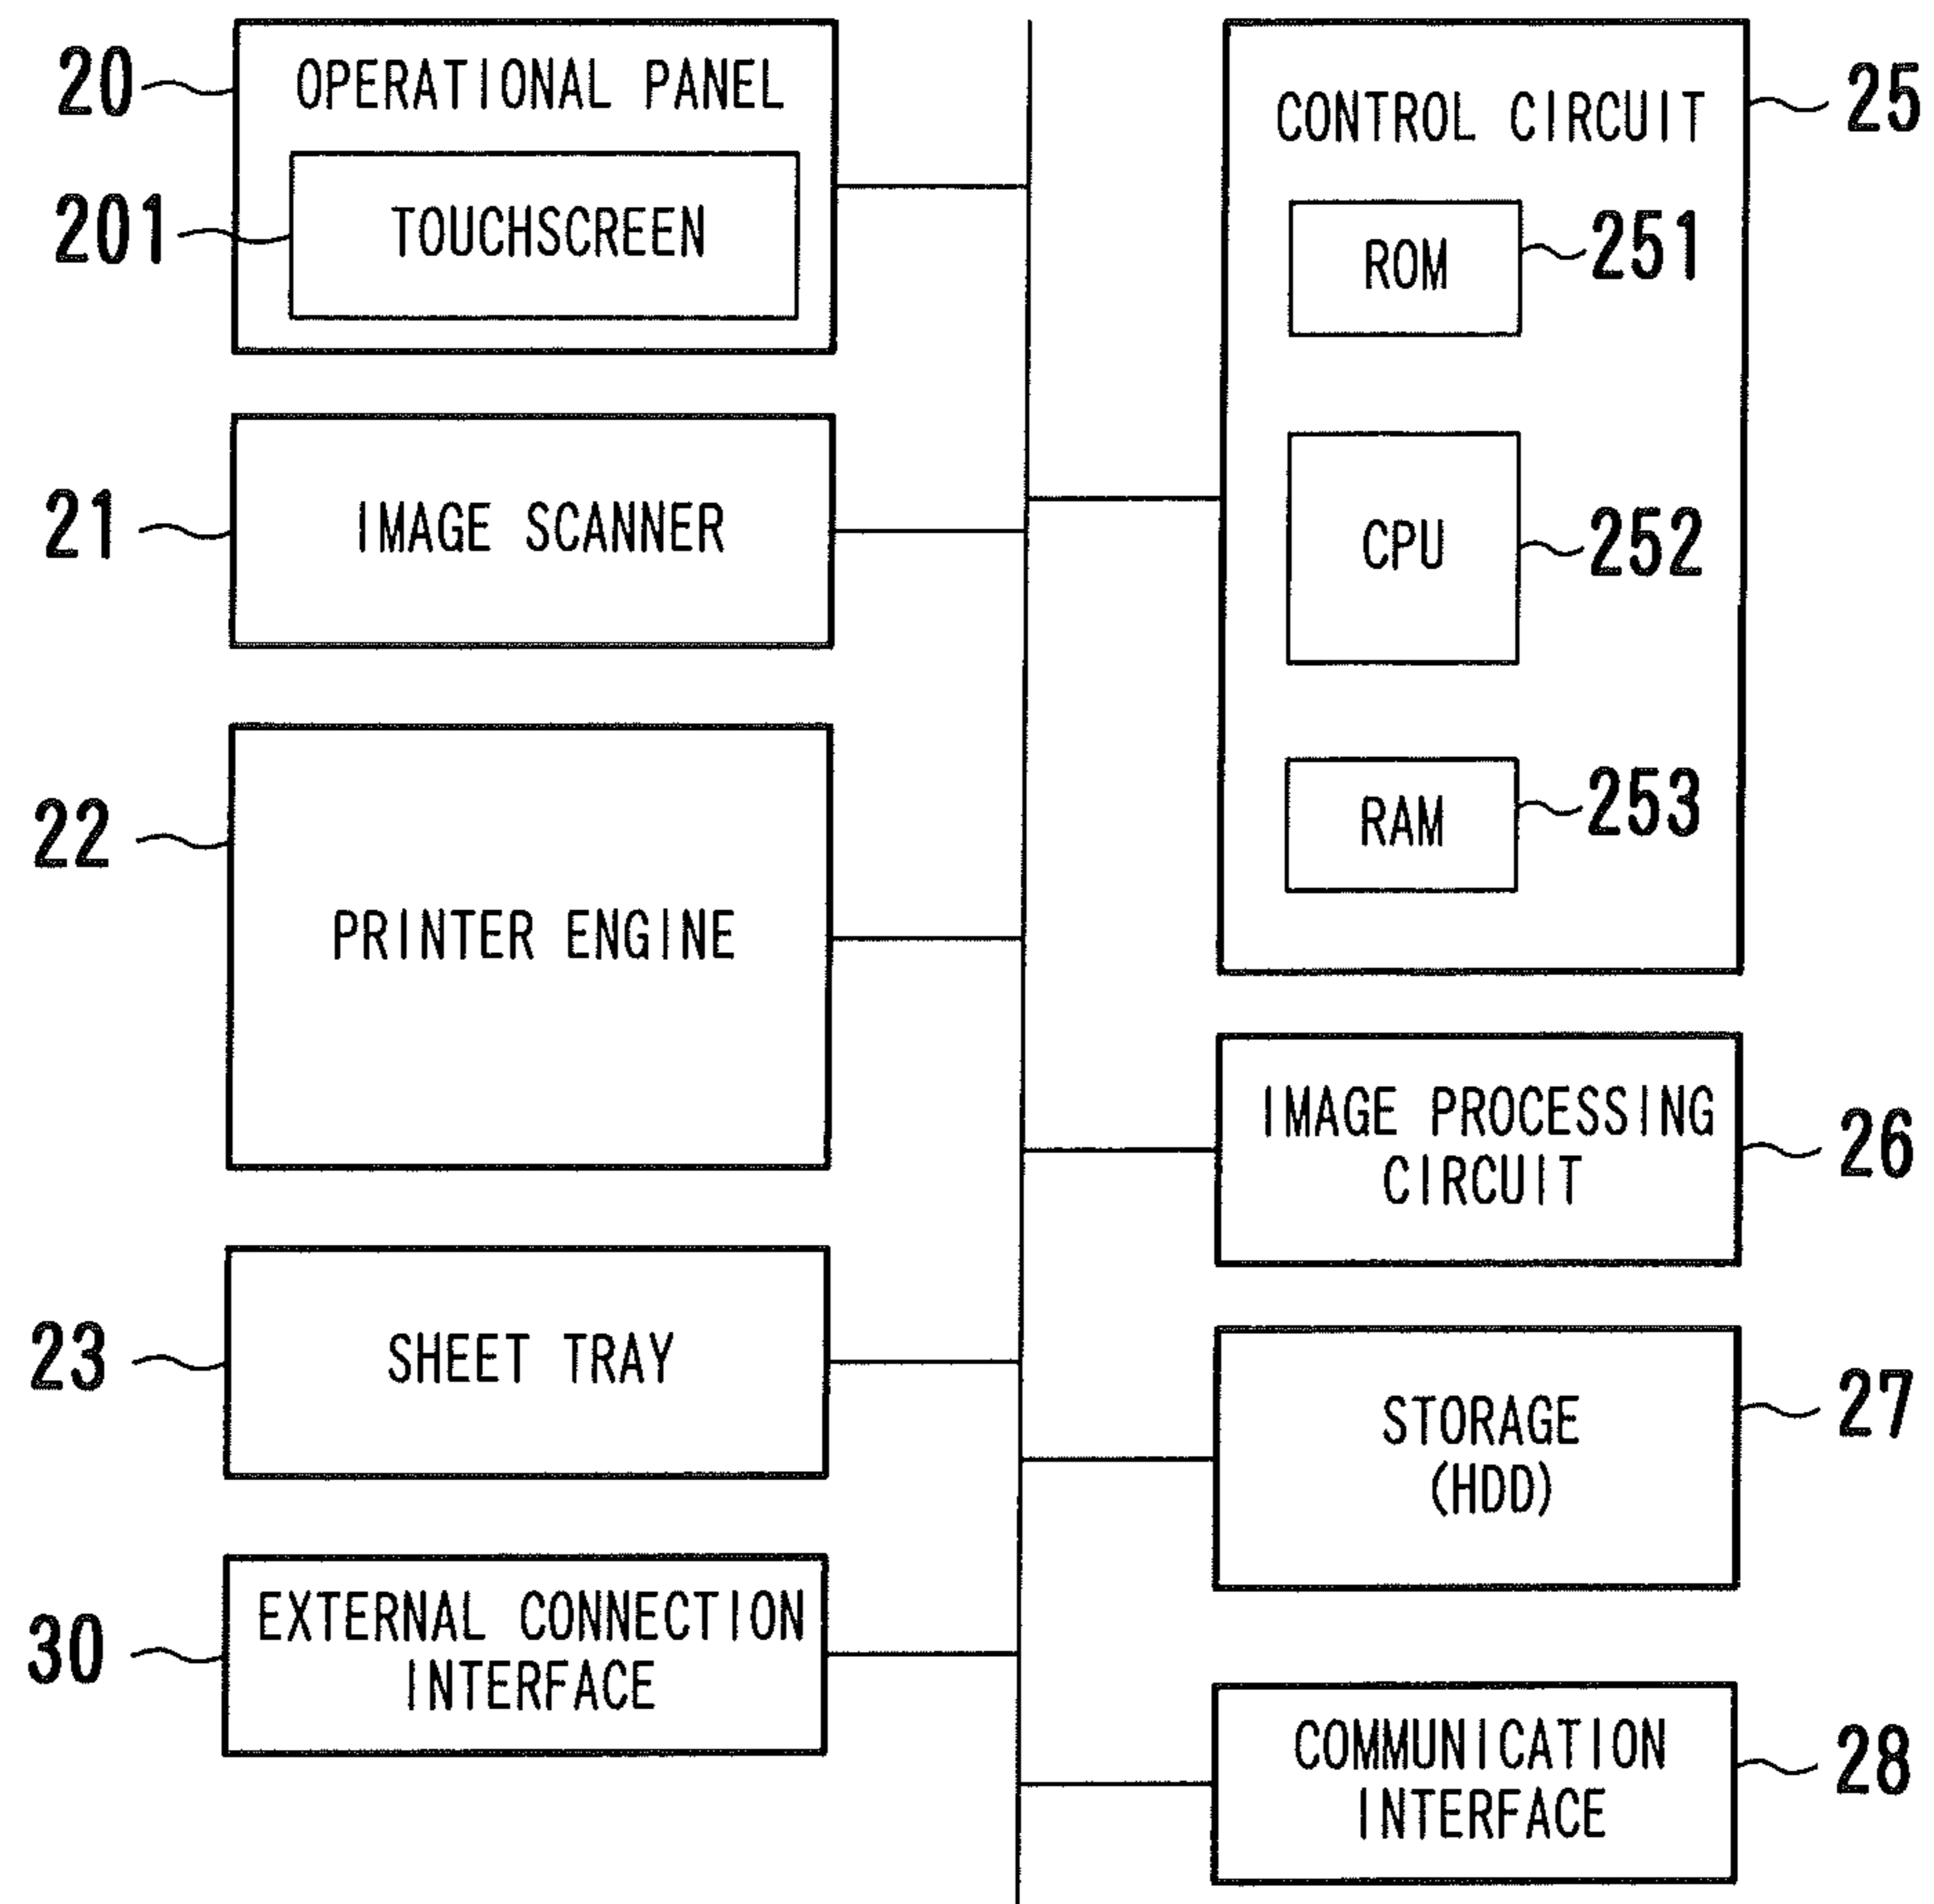 20
OPERATIONAL PANEL
201
TOUCHSCREEN
21
IMAGE SCANNER
22
PRINTER ENGINE
23
SHEET TRAY
30
EXTERNAL CONNECTION
INTERFACE
CONTROL CIRCUIT
25
ROM
251
CPU
252
RAM
253
IMAGE PROCESSING
CIRCUIT
26
STORAGE
(HDD)
27
COMMUNICATION
INTERFACE
28